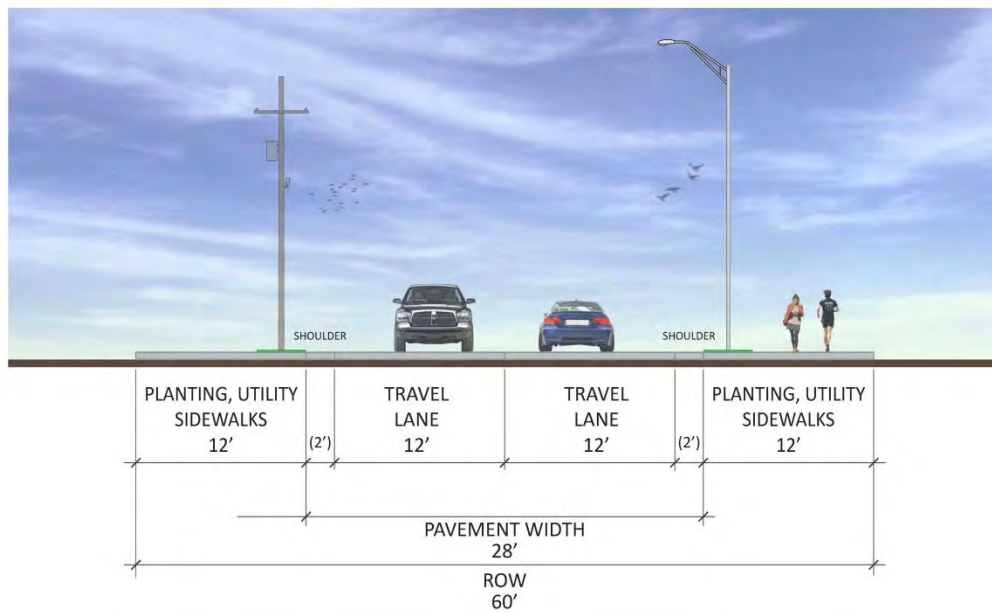 SHOULDER
SHOULDER
PLANTING, UTILITY
SIDEWALKS
12’
(2’)
TRAVEL
LANE
12’
TRAVEL
LANE
12’
(2’)
PLANTING, UTILITY
SIDEWALKS
12’
PAVEMENT WIDTH
28’
ROW
60’